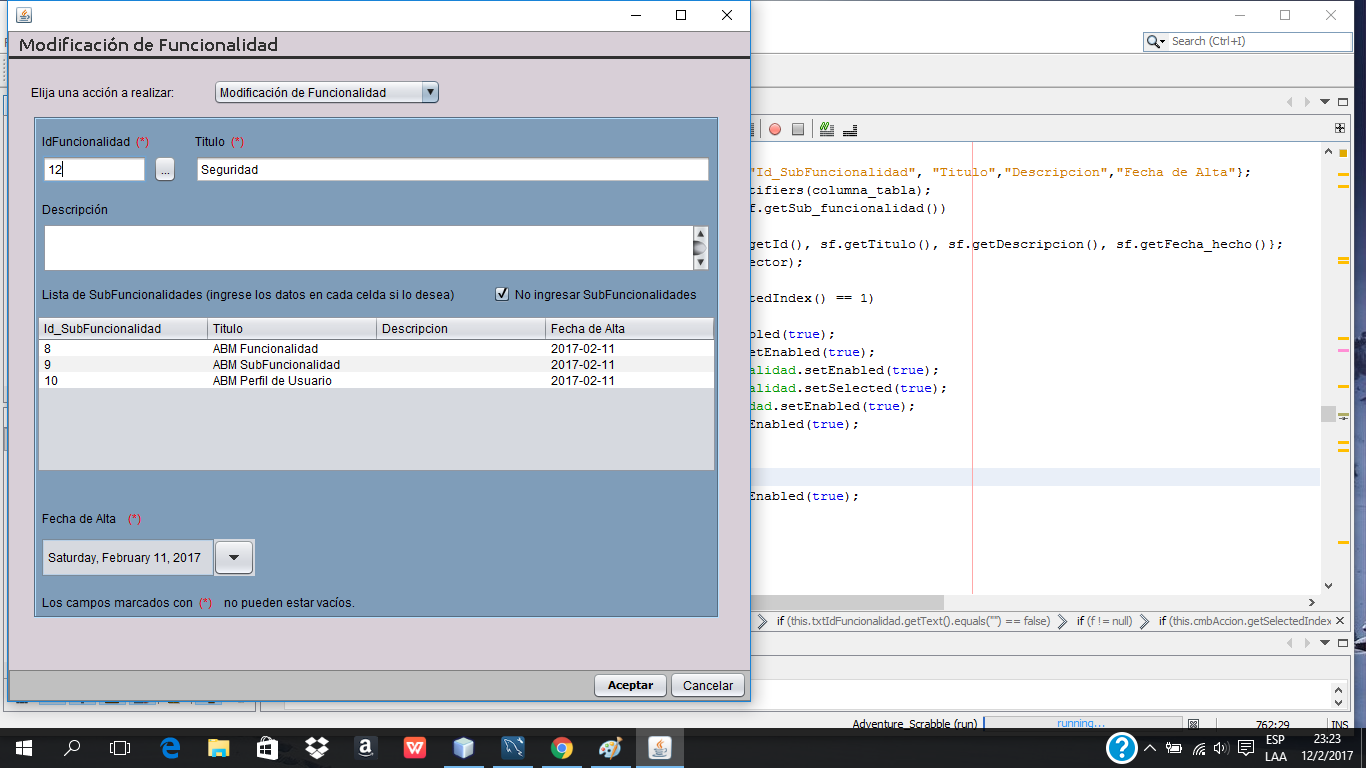 Modificación de Funcionalidad
Elija una acción a realizar:
Modificación de Funcionalidad
IdFuncionalidad (*)
Titulo (*)
12
...
Seguridad
Descripción
Lista de SubFuncionalidades (ingrese los datos en cada celda si lo desea)
No ingresar SubFuncionalidades
Id_SubFuncionalidad Titulo Descripcion Fecha de Alta
8 ABM Funcionalidad 2017-02-11
9 ABM SubFuncionalidad 2017-02-11
10 ABM Perfil de Usuario 2017-02-11
Fecha de Alta (*)
Saturday, February 11, 2017
Los campos marcados con (*) no pueden estar vacíos.
Aceptar
Cancelar
Search (Ctrl+I)
"Id_SubFuncionalidad", "Titulo","Descripcion","Fecha de Alta"};
tifiers(columna_tabla);
f.getSub_funcionalidad())
getId(), sf.getTitulo(), sf.getDescripcion(), sf.getFecha_hecho()};
ector);
tedIndex() == 1)
bled(true);
etEnabled(true);
alidad.setEnabled(true);
alidad.setSelected(true);
dad.setEnabled(true);
Enabled(true);
Enabled(true);
if (this.txtIdFuncionalidad.getText().equals("") == false)
if (f != null)
if (this.cmbAccion.getSelectedIndex
Adventure_Scrabble (run)
running...
762:29
INS
ESP
LAA
23:23
12/2/2017